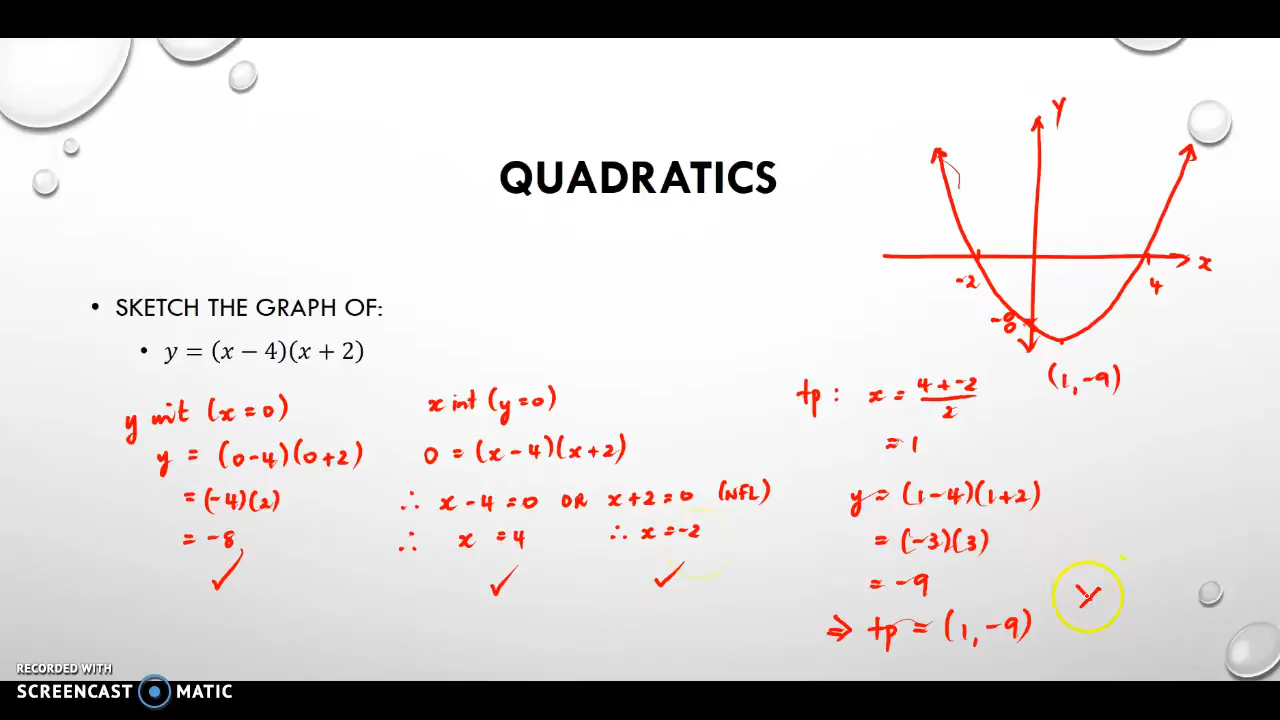 QUADRATICS
• SKETCH THE GRAPH OF:
• y = (x − 4)(x + 2)
y int (x=0)
y = (0-4)(0+2)
= (-4)(2)
= -8
x int (y=0)
0 = (x-4)(x+2)
∴ x-4=0 OR x+2=0 (NFL)
∴ x =4 ∴ x=-2
y
x
-2
4
-8
(1,-9)
tp: x = 4+-2
2
= 1
y = (1-4)(1+2)
= (-3)(3)
= -9
⇒ tp = (1,-9)
RECORDED WITH
SCREENCAST MATIC